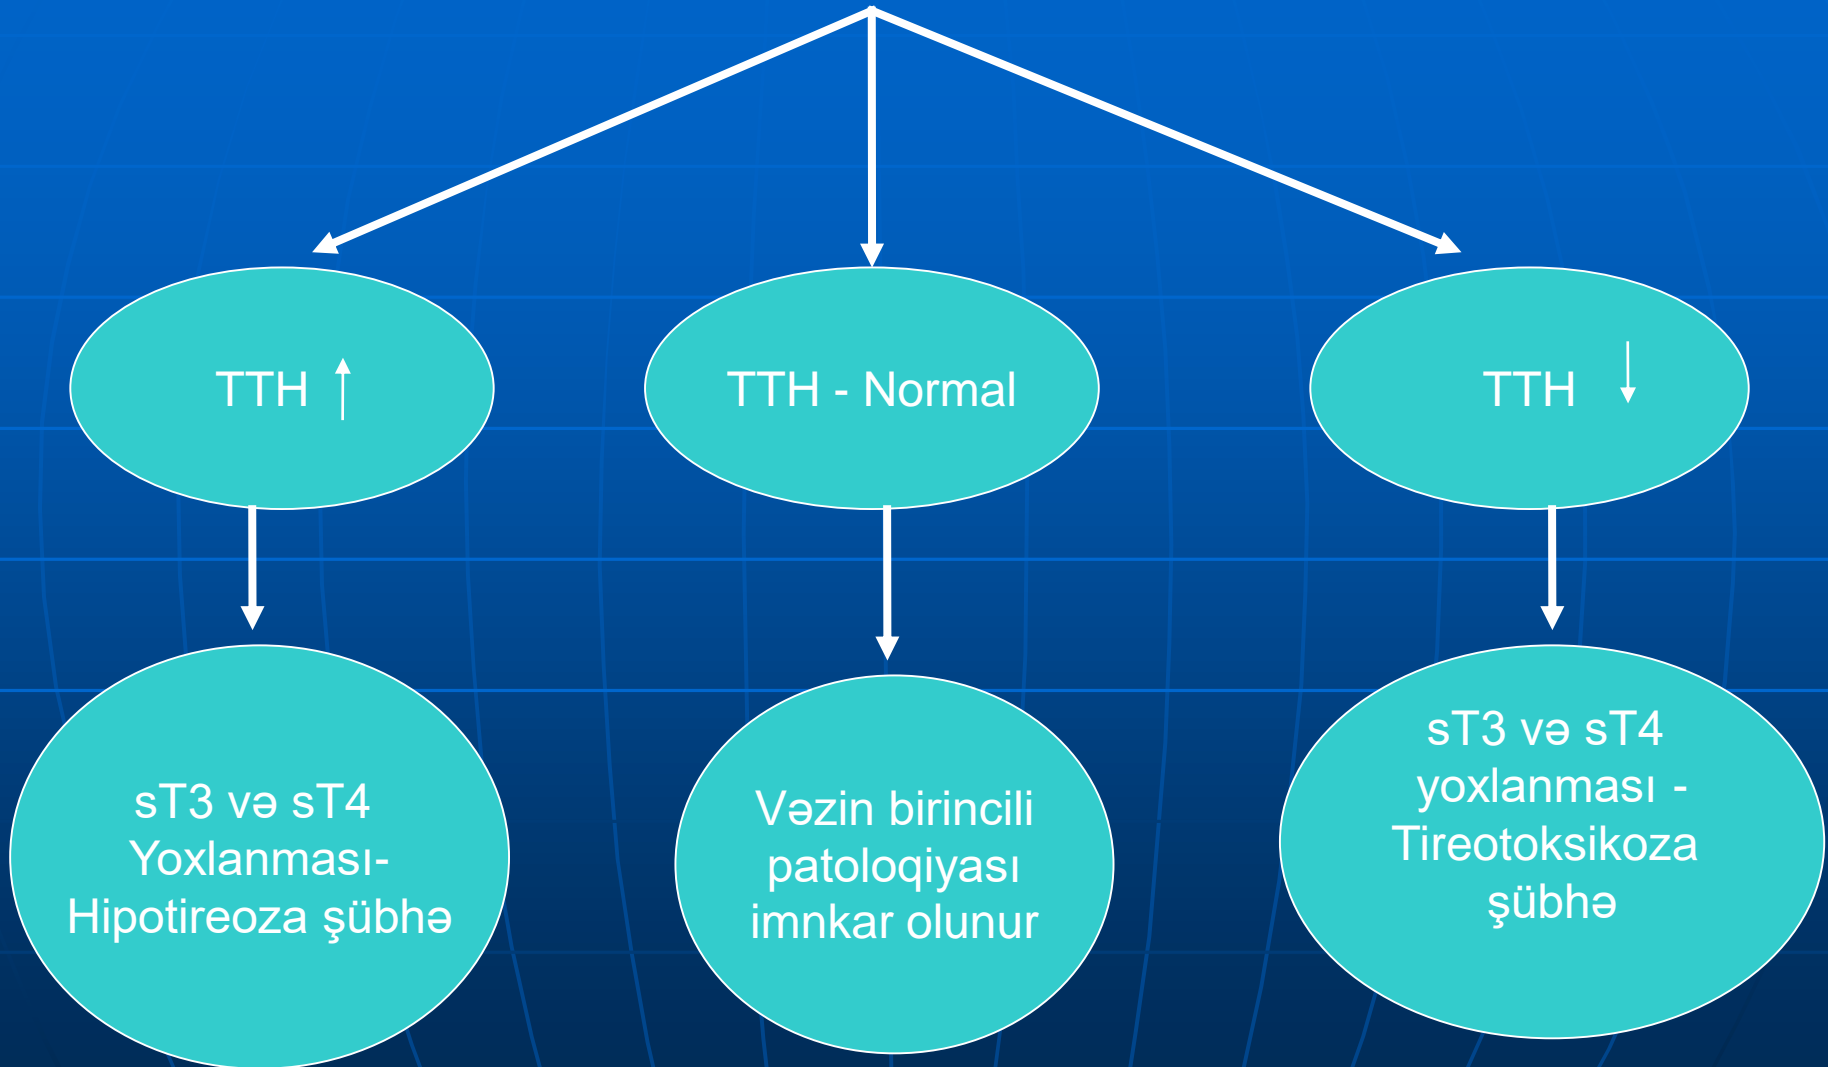 TTH ↑
TTH - Normal
TTH ↓
sT3 və sT4
Yoxlanması-
Hipotireoza şübhə
Vəzin birincili
patoloqiyası
imnkar olunur
sT3 və sT4
yoxlanması -
Tireotoksikoza
şübhə